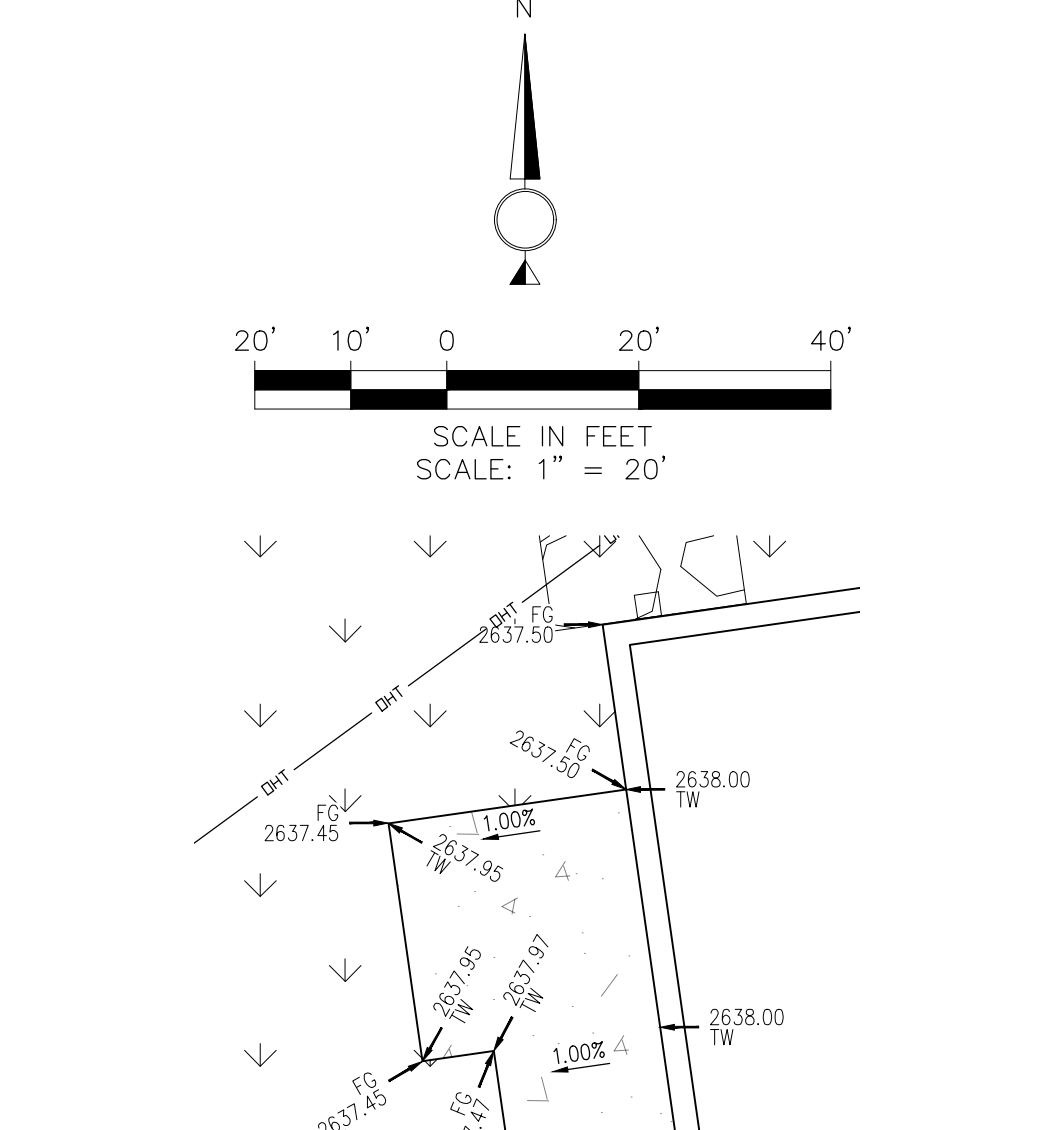 N
20' 10' 0 20' 40'
SCALE IN FEET
SCALE: 1" = 20'
OHT
FG
2637.50
OHT
FG
2637.50
2638.00
TW
OHT
FG
2637.45
1.00%
2637.95
TW
2637.95
TW
2637.97
TW
2638.00
TW
1.00%
FG
2637.45
FG
.47